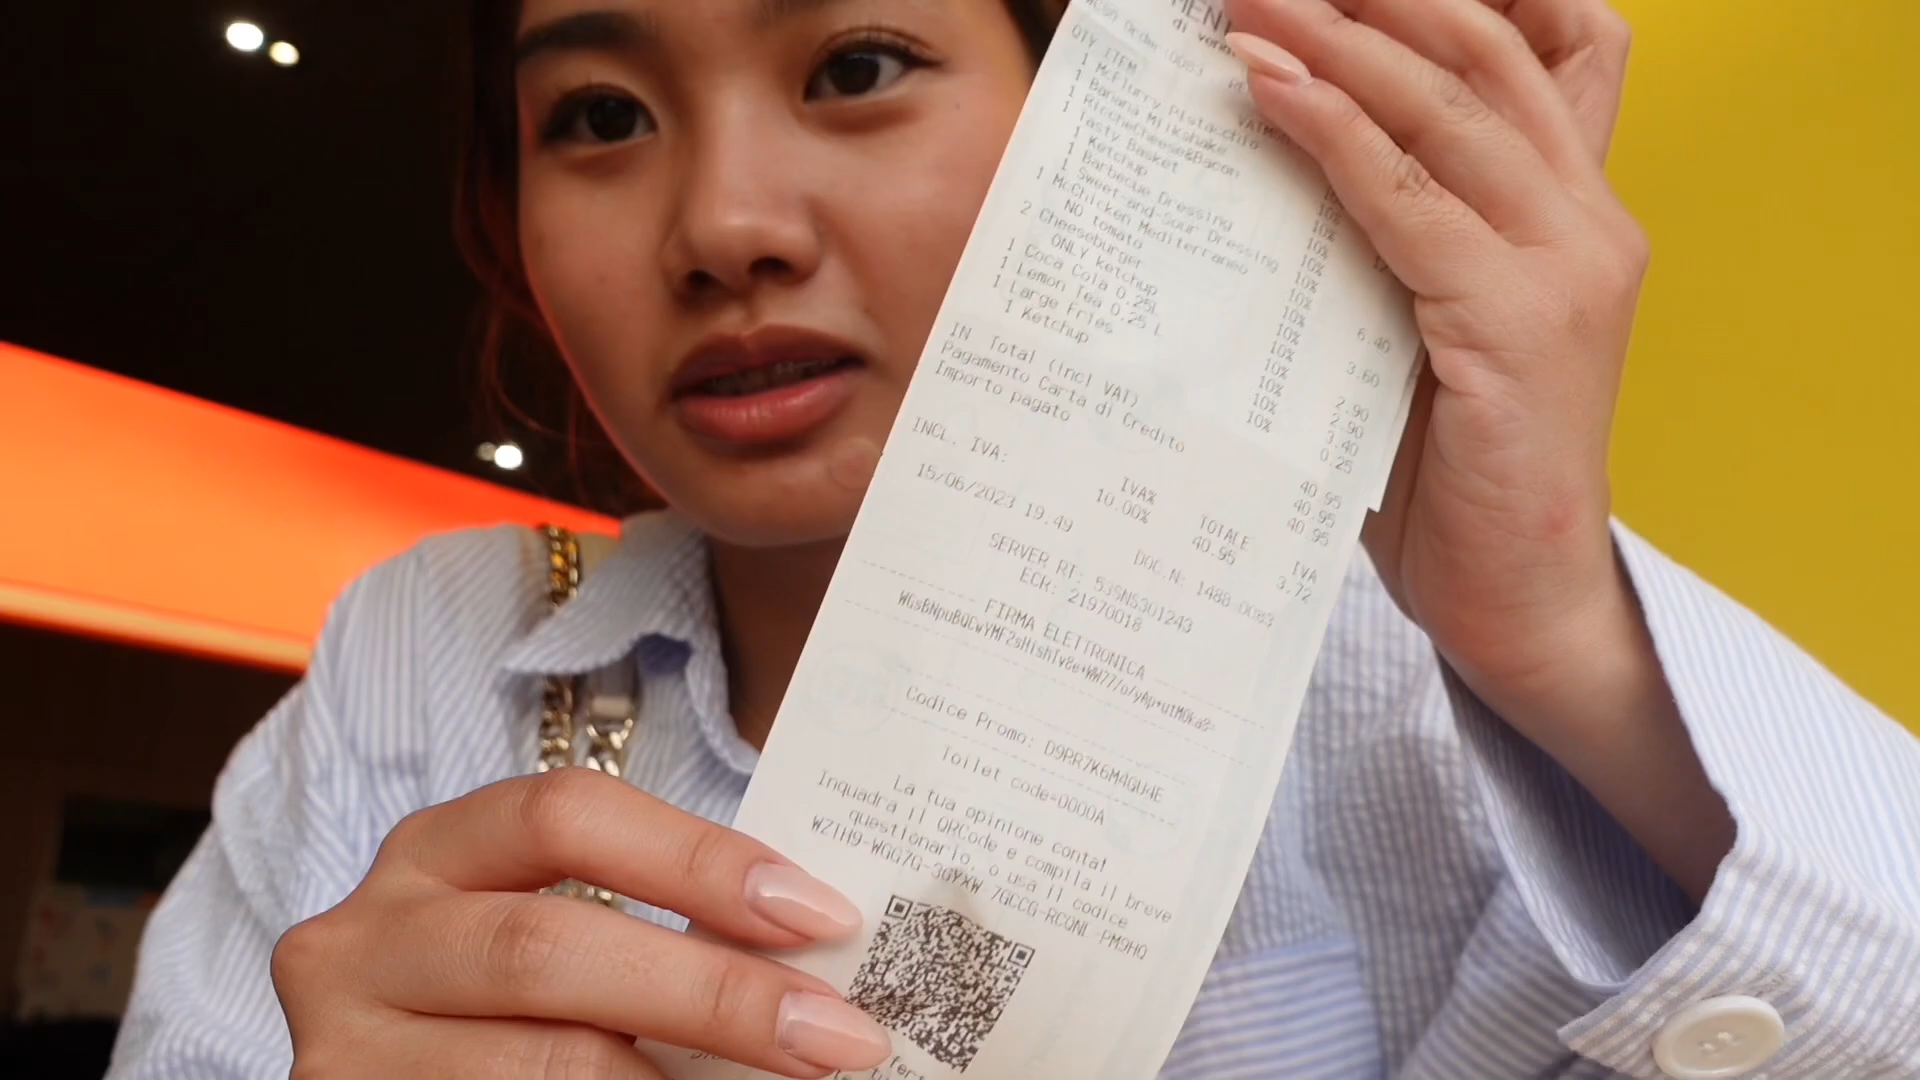 MENT
di vend
Order 0083
QTY ITEM
1 McFlurry Pistacchio
1 Banana Milkshake
1 RiccheCheese&Bacon
1 Tasty Basket
1 Ketchup
1 Barbecue Dressing
1 Sweet-and-Sour Dressing
1 McChicken Mediterraneo 6.40
NO tomato
2 Cheeseburger 3.60
ONLY ketchup
1 Coca Cola 0.25L 2.90
1 Lemon Tea 0.25 L 2.90
1 Large Fries 3.40
1 Ketchup 0.25
10%
10%
10%
10%
10%
10%
10%
10%
10%
10%
10%
IN Total (incl VAT) 40.95
Pagamento Carta di Credito 40.95
Importo pagato 40.95
INCL. IVA: IVA% TOTALE IVA
10.00% 40.95 3.72
15/06/2023 19.49 DOC.N: 1488 0083
SERVER RT: 53SNS301243
ECR: 21970018
FIRMA ELETTRONICA
Codice Promo: D9PR7K6M4QU4E
Toilet code=0000A
La tua opinione conta!
Inquadra il QRCode e compila il breve
questionario, o usa il codice
WZTH9-WGG7G-3GYXW 7GCCG-RCQNL-PM9HQ